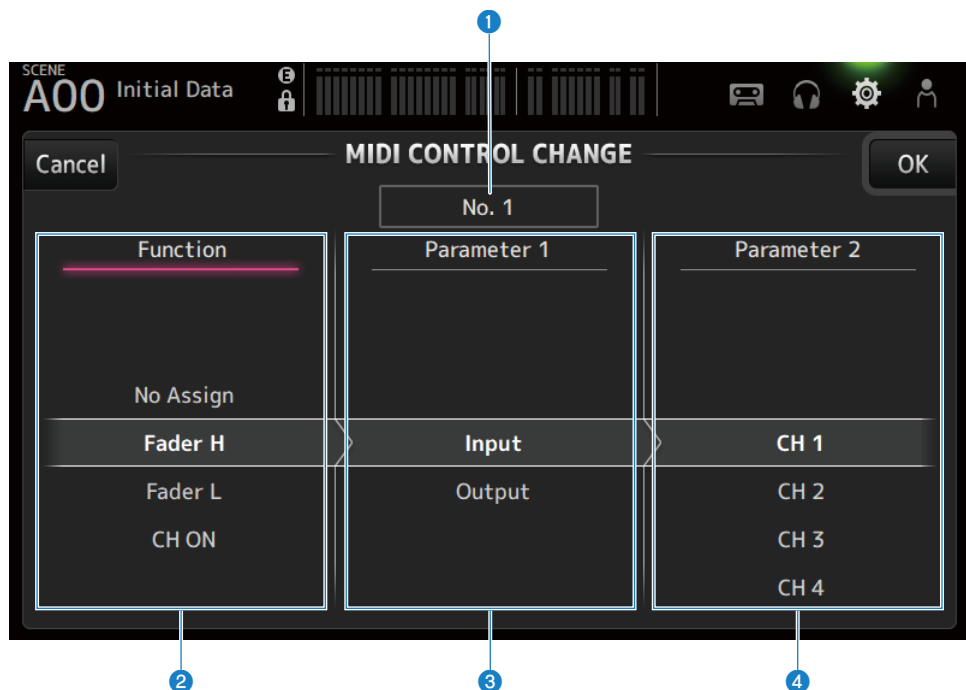 1
SCENE
A00 Initial Data
E
Cancel
MIDI CONTROL CHANGE
OK
No. 1
Function
Parameter 1
Parameter 2
No Assign
Fader H
Input
CH 1
Fader L
Output
CH 2
CH ON
CH 3
CH 4
2
3
4